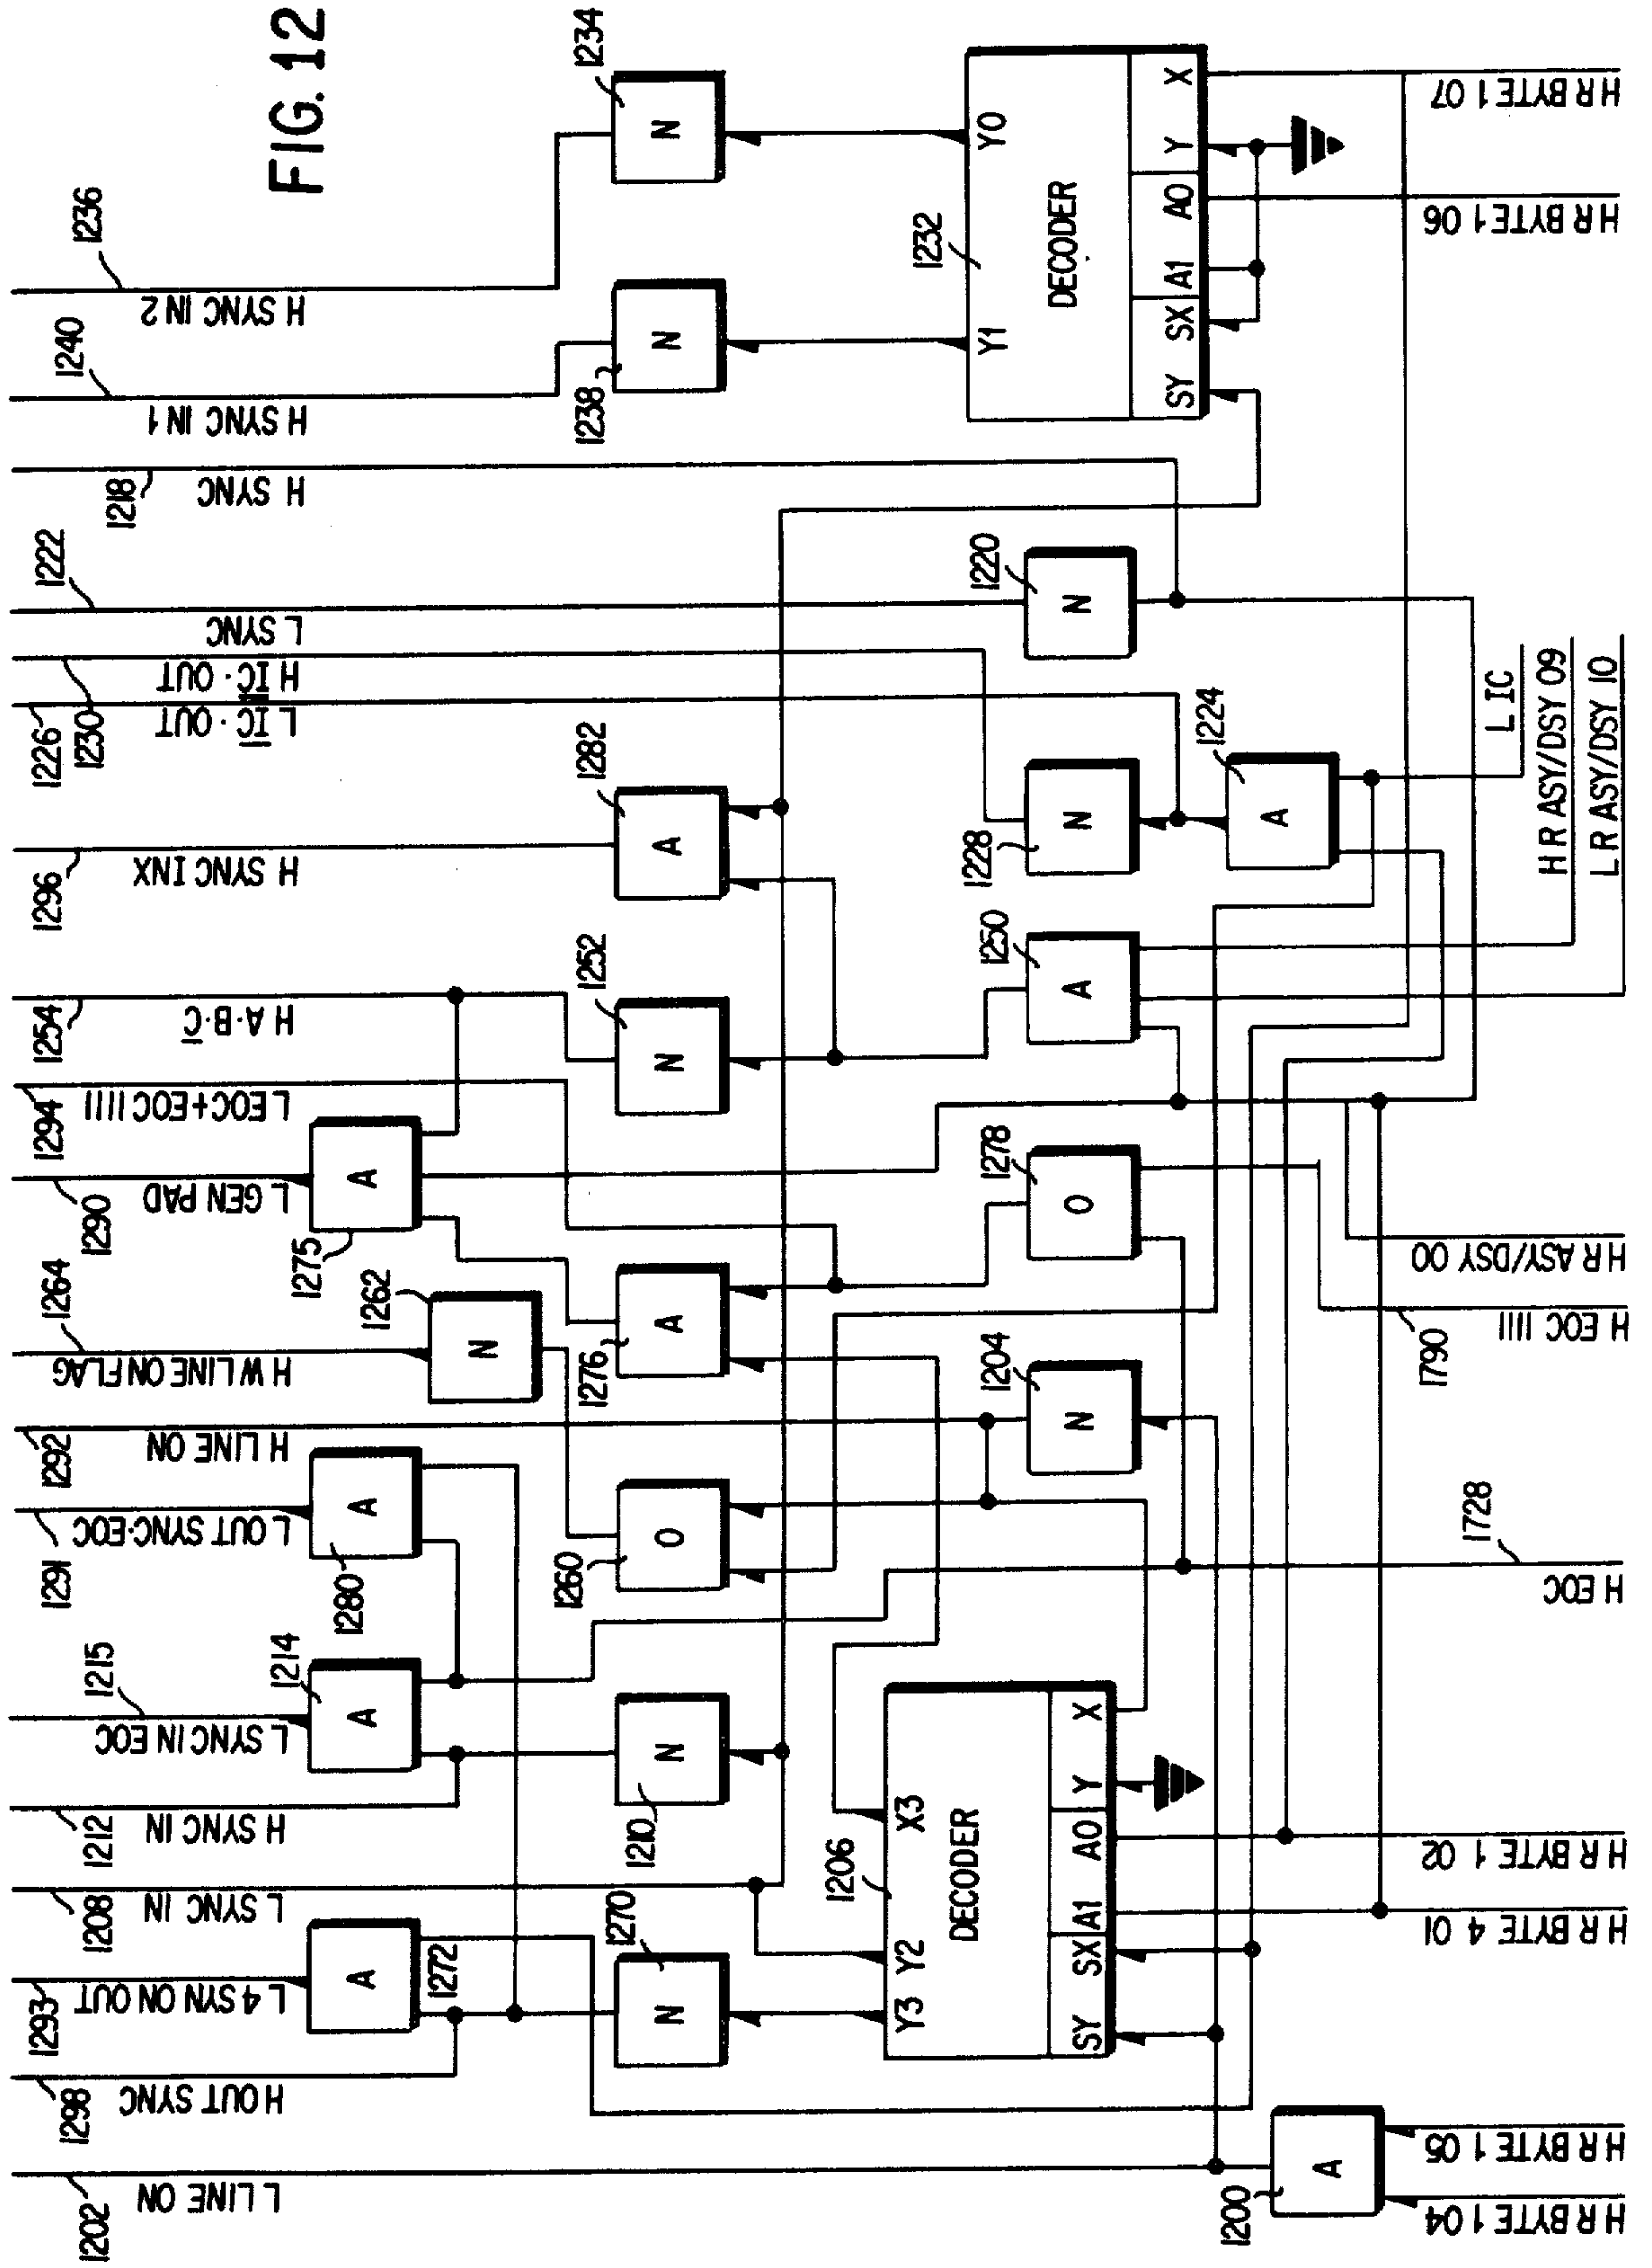 FIG. 12
1202
L LINE ON
1298
H OUT SYNC
1293
L 4 SYN ON OUT
1208
L SYNC IN
1212
H SYNC IN
1215
L SYNC IN EOC
1291
L OUT SYNC·EOC
1292
H LINE ON
1264
H W LINE ON FLAG
1290
L GEN PAD
1294
L EOC+EOC 1111
1254
H A·B·C̅
1296
H SYNC INX
1226
L I̅C̅·OUT
1230
H I̅C̅·OUT
1222
L SYNC
1218
H SYNC
1240
H SYNC IN 1
1236
H SYNC IN 2
A
1272
A
1214
A
1280
N
1262
A
1275
N
1270
N
1210
O
1260
A
1276
N
1252
A
1282
N
1238
N
1234
1206
DECODER
Y3
Y2
X3
SY
SX
A1
A0
Y
X
N
1204
O
1278
A
1250
N
1228
A
1224
N
1220
1232
DECODER
Y1
Y0
SY
SX
A1
A0
Y
X
A
1200
H R BYTE 1 04
H R BYTE 1 05
H R BYTE 4 01
H R BYTE 1 02
H EOC
1728
H EOC 1111
1790
H R ASY/DSY 00
L R ASY/DSY 10
H R ASY/DSY 09
L IC
H R BYTE 1 06
H R BYTE 1 07